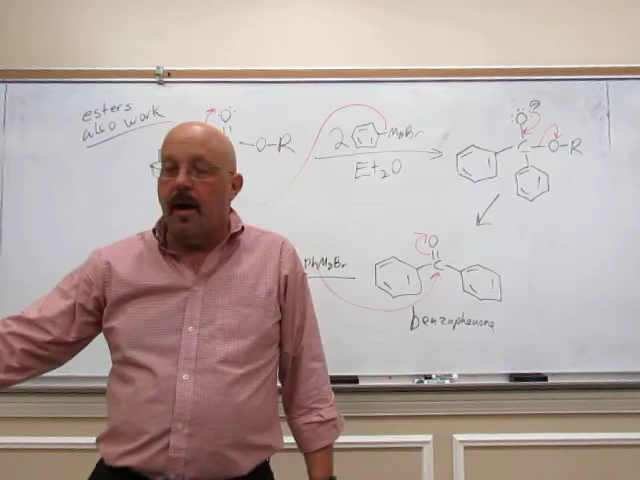 esters
also work
O
O-R
2 MgBr
Et₂O
O⊖
C O-R
PhMgBr
O
C
benzophenone